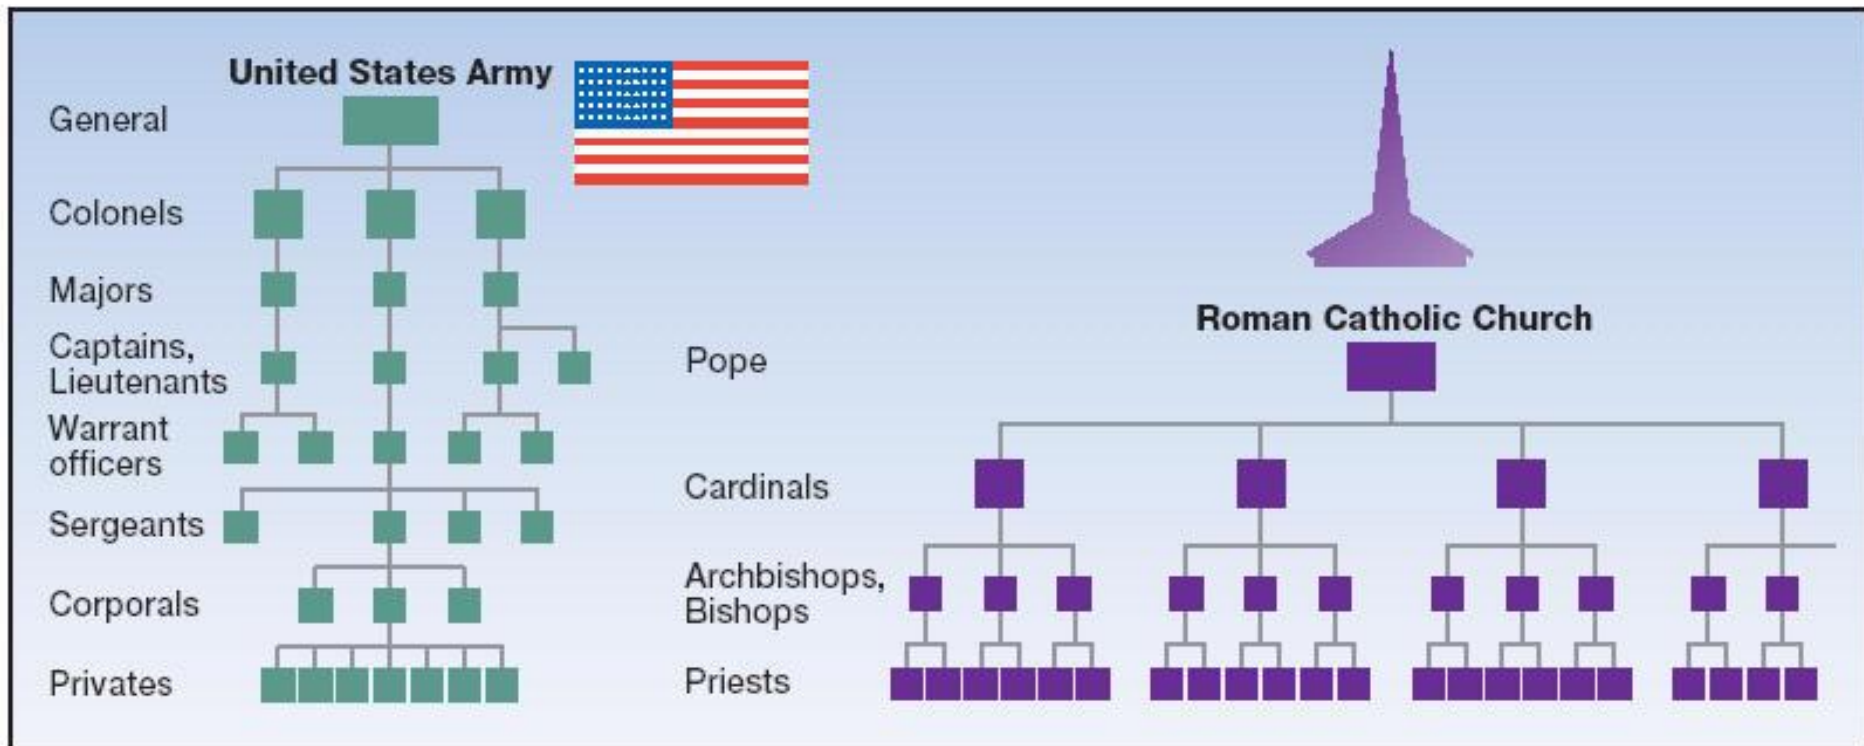 United States Army
General
Colonels
Majors
Captains,
Lieutenants
Warrant
officers
Sergeants
Corporals
Privates
Roman Catholic Church
Pope
Cardinals
Archbishops,
Bishops
Priests